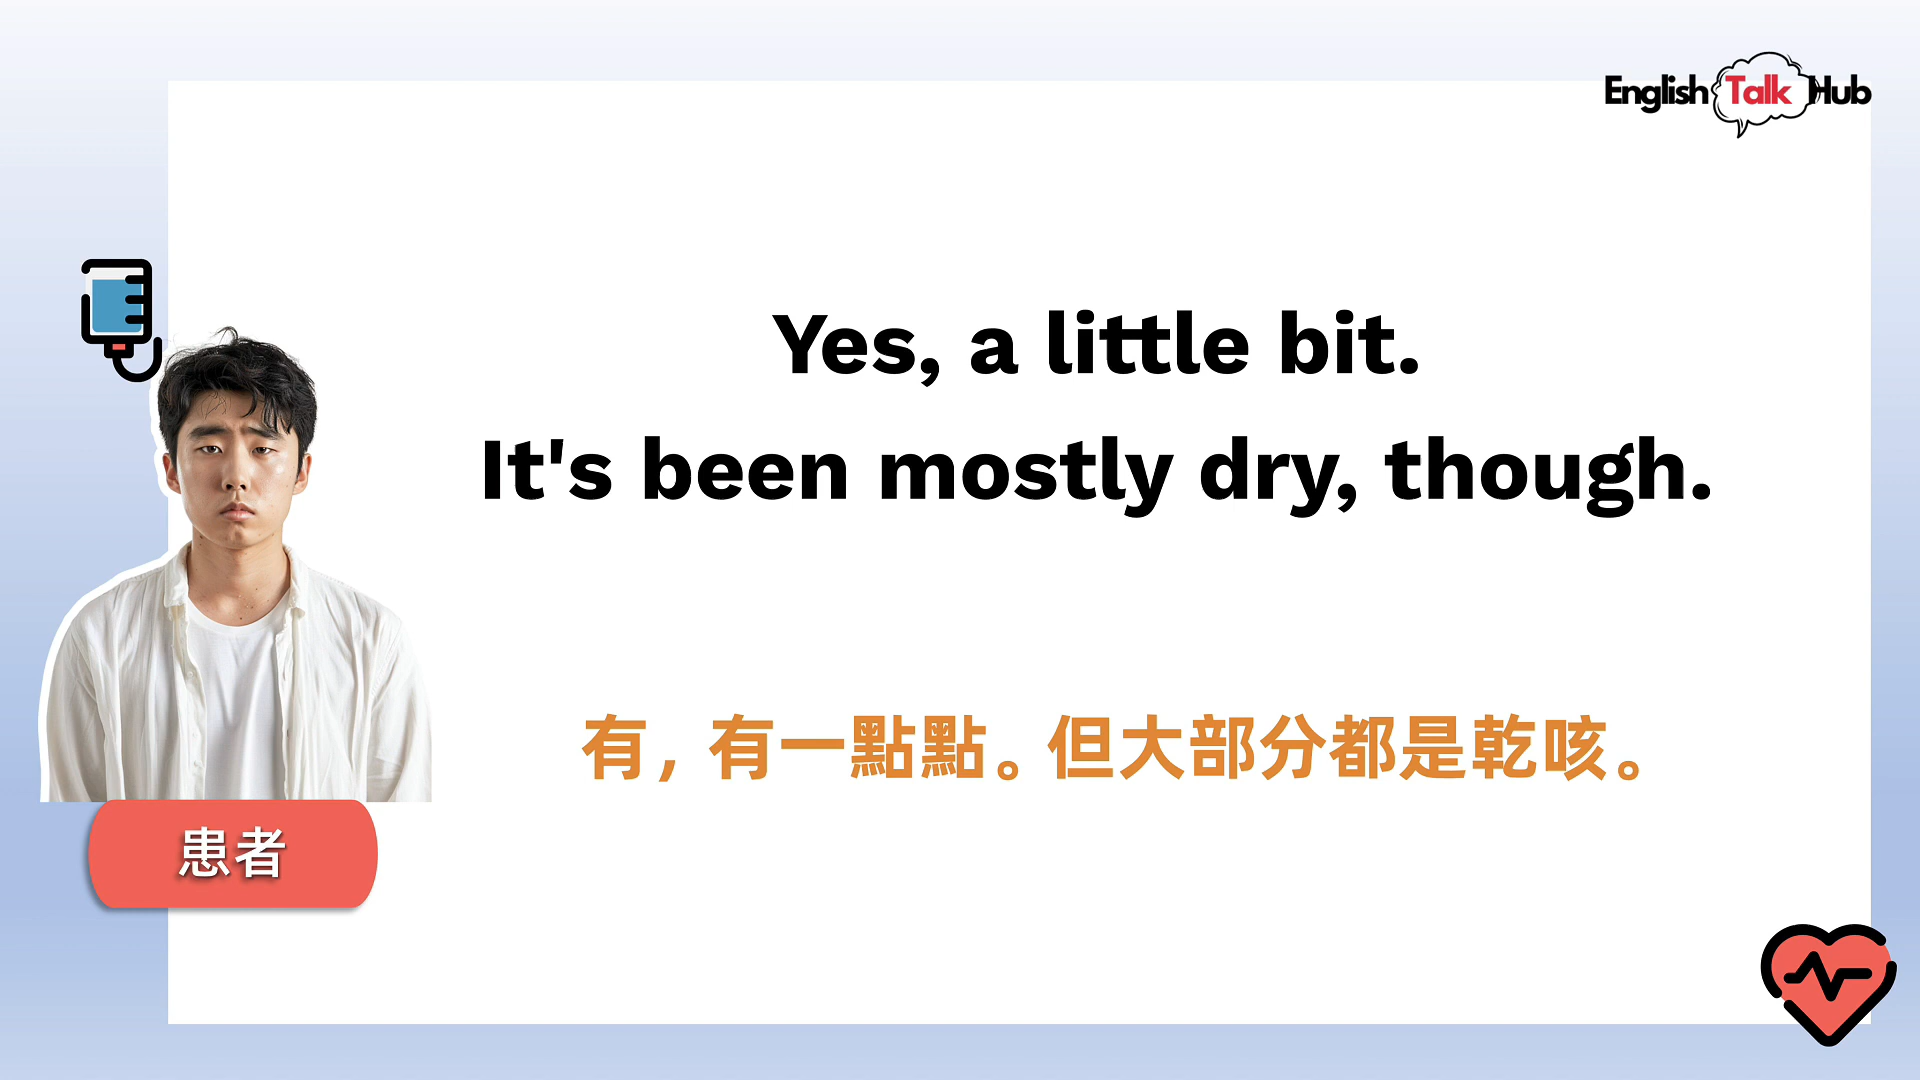 English Talk Hub
Yes, a little bit.
It's been mostly dry, though.
有，有一點點。但大部分都是乾咳。
患者